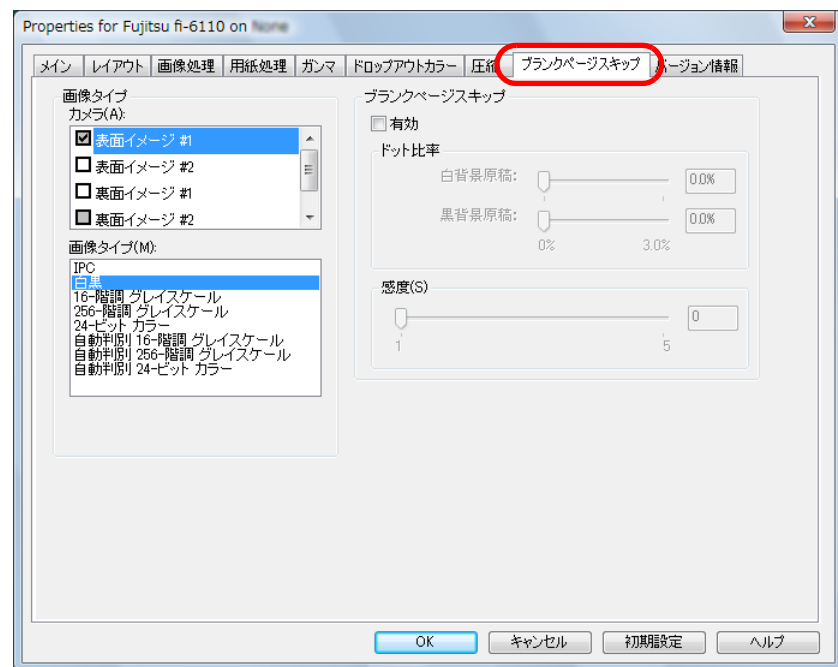 Properties for Fujitsu fi-6110 on None
メイン レイアウト 画像処理 用紙処理 ガンマ ドロップアウトカラー 圧縮 ブランクページスキップ バージョン情報
画像タイプ
カメラ(A):
表面イメージ #1
表面イメージ #2
裏面イメージ #1
裏面イメージ #2
画像タイプ(M):
IPC
白黒
16-階調 グレイスケール
256-階調 グレイスケール
24-ビット カラー
自動判別 16-階調 グレイスケール
自動判別 256-階調 グレイスケール
自動判別 24-ビット カラー
ブランクページスキップ
有効
ドット比率
白背景原稿: 0.0%
黒背景原稿: 0.0%
0% 3.0%
感度(S)
0
1 5
OK キャンセル 初期設定 ヘルプ